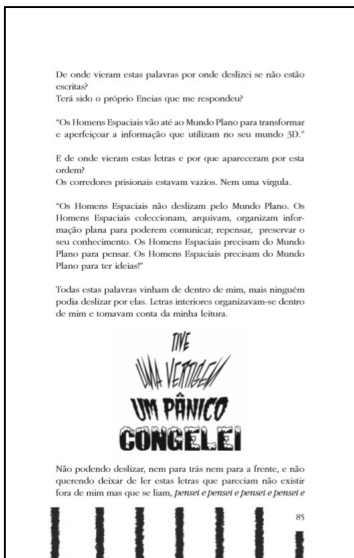 De onde vieram estas palavras por onde deslizei se não estão
escritas?
Terá sido o próprio Eneias que me respondeu?
"Os Homens Espaciais vão até ao Mundo Plano para transformar
e aperfeiçoar a informação que utilizam no seu mundo 3D."
E de onde vieram estas letras e por que apareceram por esta
ordem?
Os corredores prisionais estavam vazios. Nem uma vírgula.
"Os Homens Espaciais não deslizam pelo Mundo Plano. Os
Homens Espaciais coleccionam, arquivam, organizam infor-
mação plana para poderem comunicar, repensar, preservar o
seu conhecimento. Os Homens Espaciais precisam do Mundo
Plano para pensar. Os Homens Espaciais precisam do Mundo
Plano para ter ideias!"
Todas estas palavras vinham de dentro de mim, mais ninguém
podia deslizar por elas. Letras interiores organizavam-se dentro
de mim e tomavam conta da minha leitura.
TIVE
UMA VERTIGEM
UM PÂNICO
CONGELEI
Não podendo deslizar, nem para trás nem para a frente, e não
querendo deixar de ler estas letras que pareciam não existir
fora de mim mas que se liam, pensei e pensei e pensei e pensei e
85